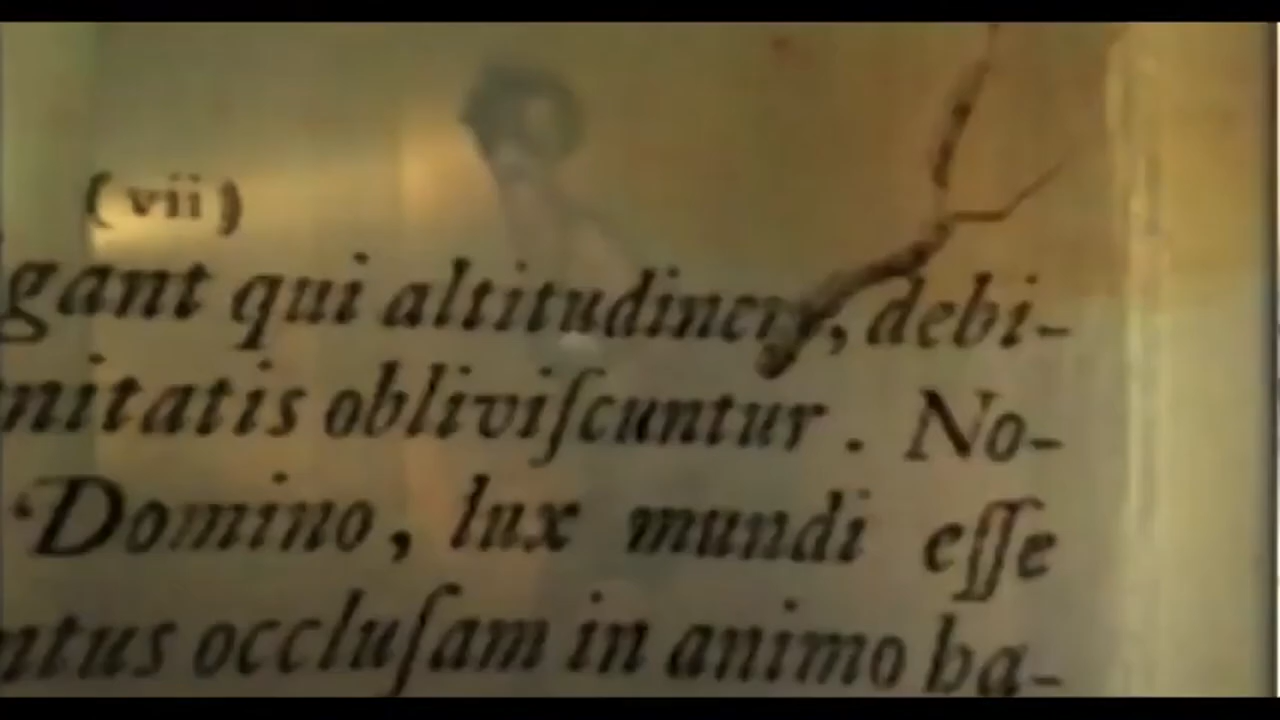 ( vii )
gant qui altitudinem, debi-
nitatis obliviſcuntur . No-
Domino, lux mundi eſſe
ntus occluſam in animo ha-